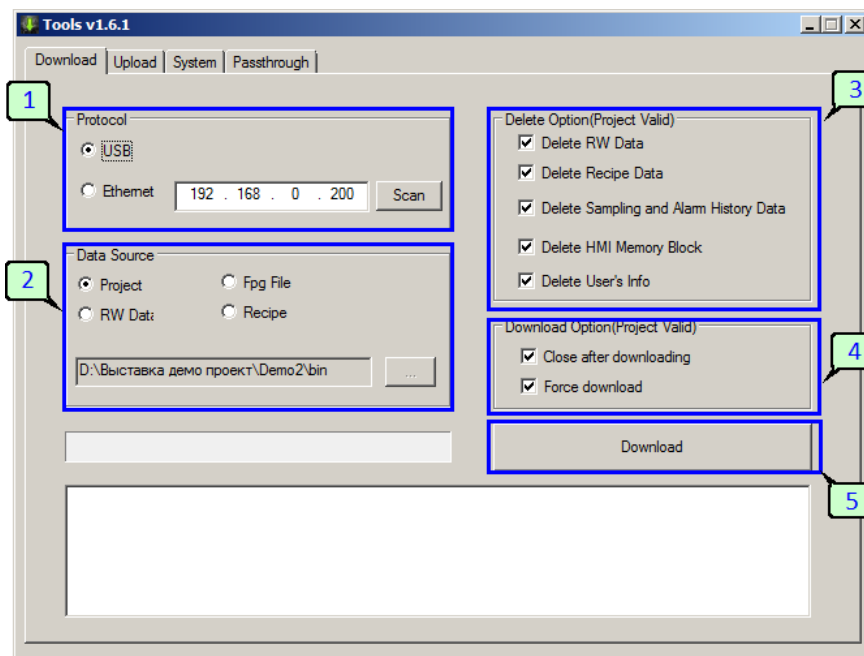 Tools v1.6.1
Download Upload System Passthrough
1
Protocol
USB
Ethernet 192 . 168 . 0 . 200 Scan
2
Data Source
Project Fpg File
RW Data Recipe
D:\Выставка демо проект\Demo2\bin ...
3
Delete Option(Project Valid)
Delete RW Data
Delete Recipe Data
Delete Sampling and Alarm History Data
Delete HMI Memory Block
Delete User's Info
4
Download Option(Project Valid)
Close after downloading
Force download
Download
5